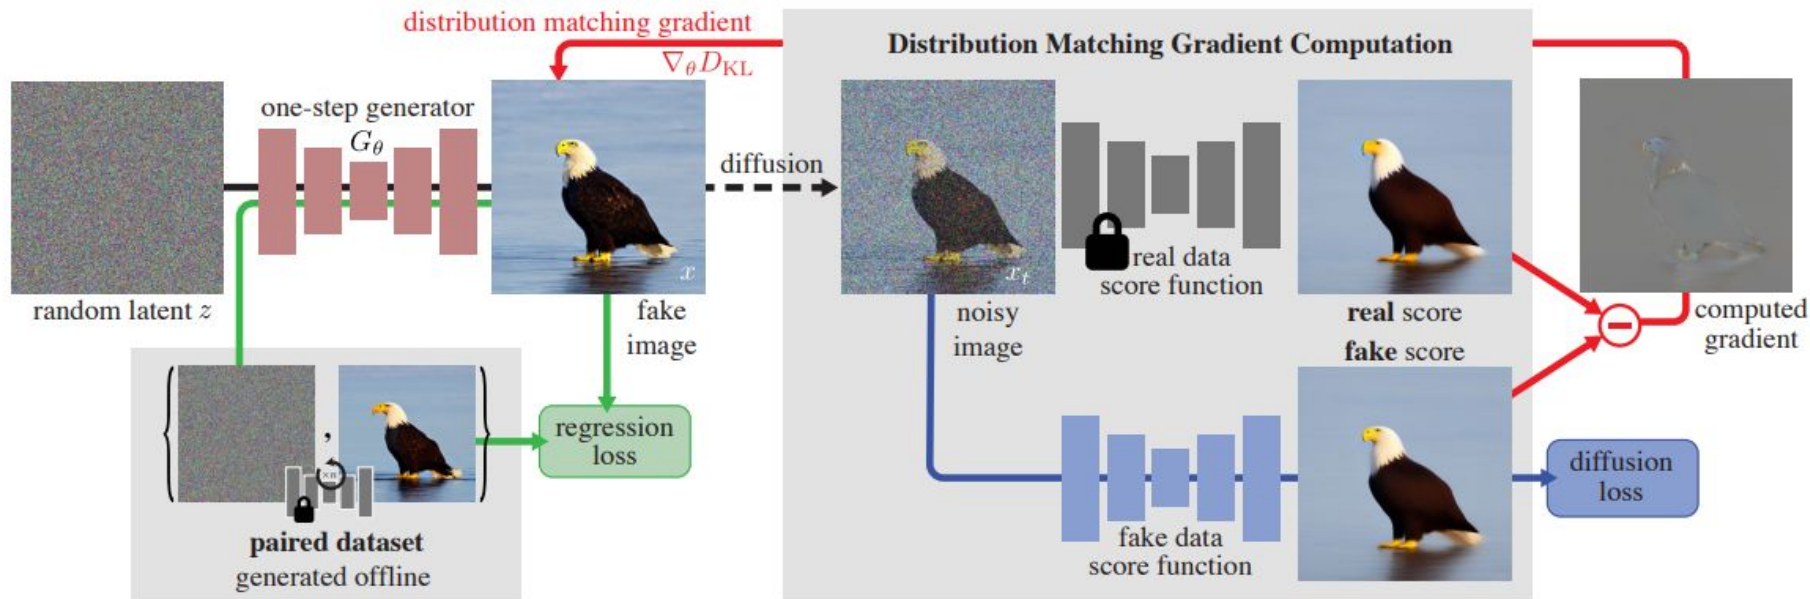 distribution matching gradient
∇θ D_KL
Distribution Matching Gradient Computation
one-step generator
Gθ
diffusion
x
x_t
random latent z
fake
image
noisy
image
real data
score function
real score
fake score
computed
gradient
,
×n
regression
loss
paired dataset
generated offline
fake data
score function
diffusion
loss